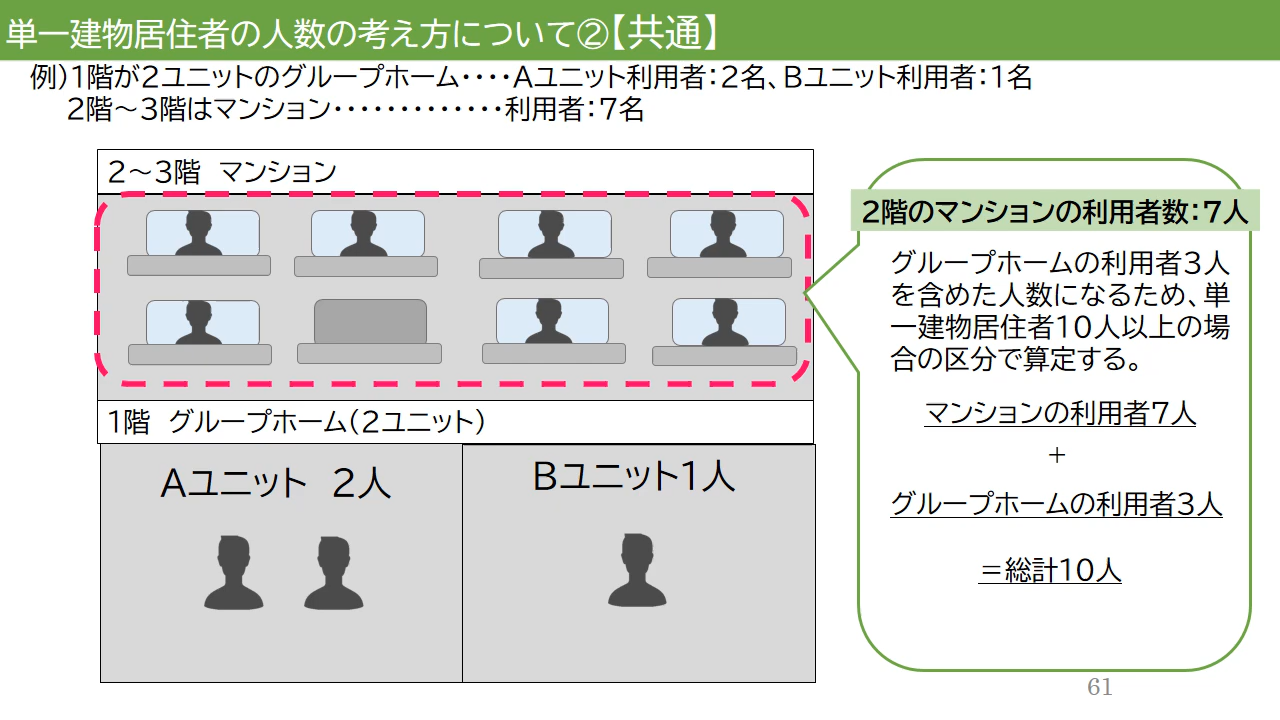 単一建物居住者の人数の考え方について②【共通】
例）1階が2ユニットのグループホーム・・・・Aユニット利用者：2名、Bユニット利用者：1名
2階～3階はマンション・・・・・・・・・・・・・利用者：7名
2～3階　マンション
1階　グループホーム（2ユニット）
Aユニット　2人
Bユニット1人
2階のマンションの利用者数：7人
グループホームの利用者3人
を含めた人数になるため、単
一建物居住者10人以上の場
合の区分で算定する。
マンションの利用者7人
＋
グループホームの利用者3人
＝総計10人
61